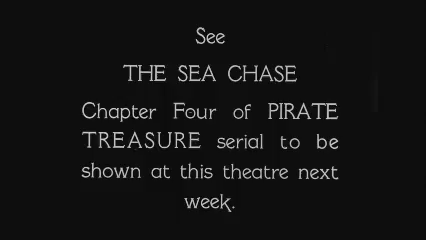 See
THE SEA CHASE
Chapter Four of PIRATE
TREASURE serial to be
shown at this theatre next
week.